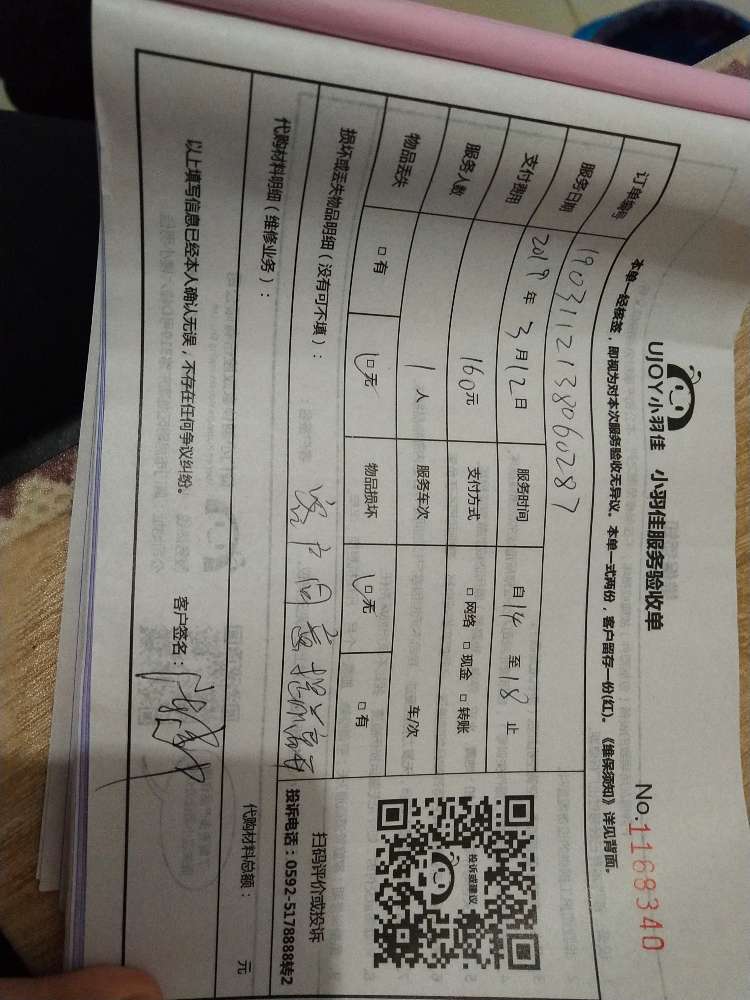 UJOY小羽佳 小羽佳服务验收单 No.1168340
本单一经核签,即视为对本次服务验收无异议。本单一式两份,客户留存一份(红)。《维保须知》详见背面。
订单编号 1903112138060287
服务日期 2019年3月12日 服务时间 自14至18止
支付费用 160元 支付方式 □网络 □现金 □转账
服务人数 1人 服务车次 车/次
物品丢失 □有 □无 物品损坏 □无 □有
投诉或建议
损坏或丢失物品明细(没有可不填): 客户同意提前
扫码评价或投诉
投诉电话:0592-5178888转2
代购材料明细(维修业务): 代购材料总额: 元
以上填写信息已经本人确认无误,不存在任何争议纠纷。 客户签名: